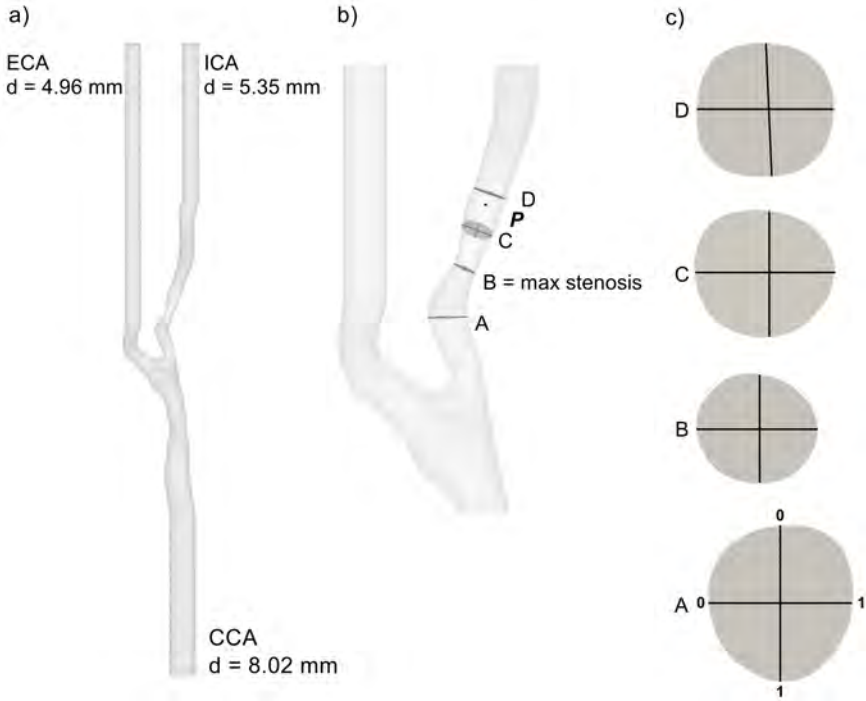 a)
ECA
d = 4.96 mm
ICA
d = 5.35 mm
CCA
d = 8.02 mm
b)
D
P
C
B = max stenosis
A
c)
D
C
B
0
A 0 1
1